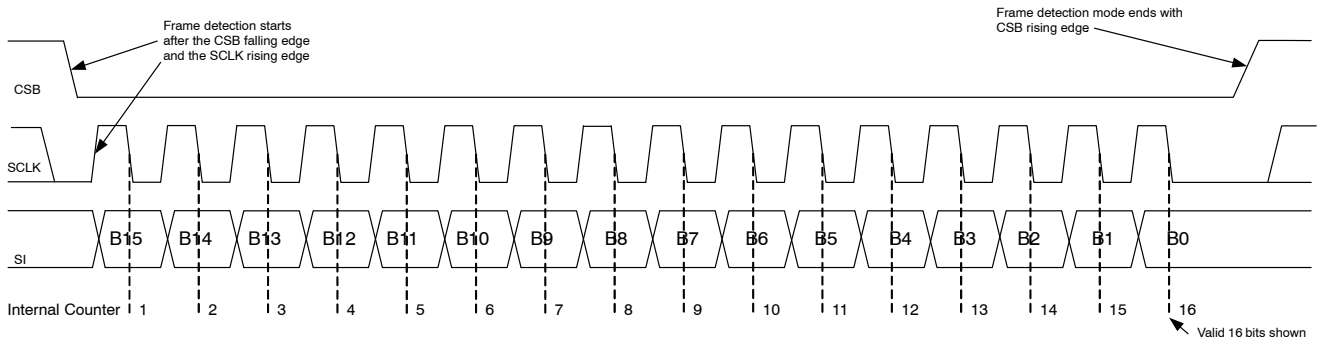 Frame detection starts
after the CSB falling edge
and the SCLK rising edge
Frame detection mode ends with
CSB rising edge
CSB
SCLK
SI
B15 B14 B13 B12 B11 B10 B9 B8 B7 B6 B5 B4 B3 B2 B1 B0
Internal Counter 1 2 3 4 5 6 7 8 9 10 11 12 13 14 15 16
Valid 16 bits shown